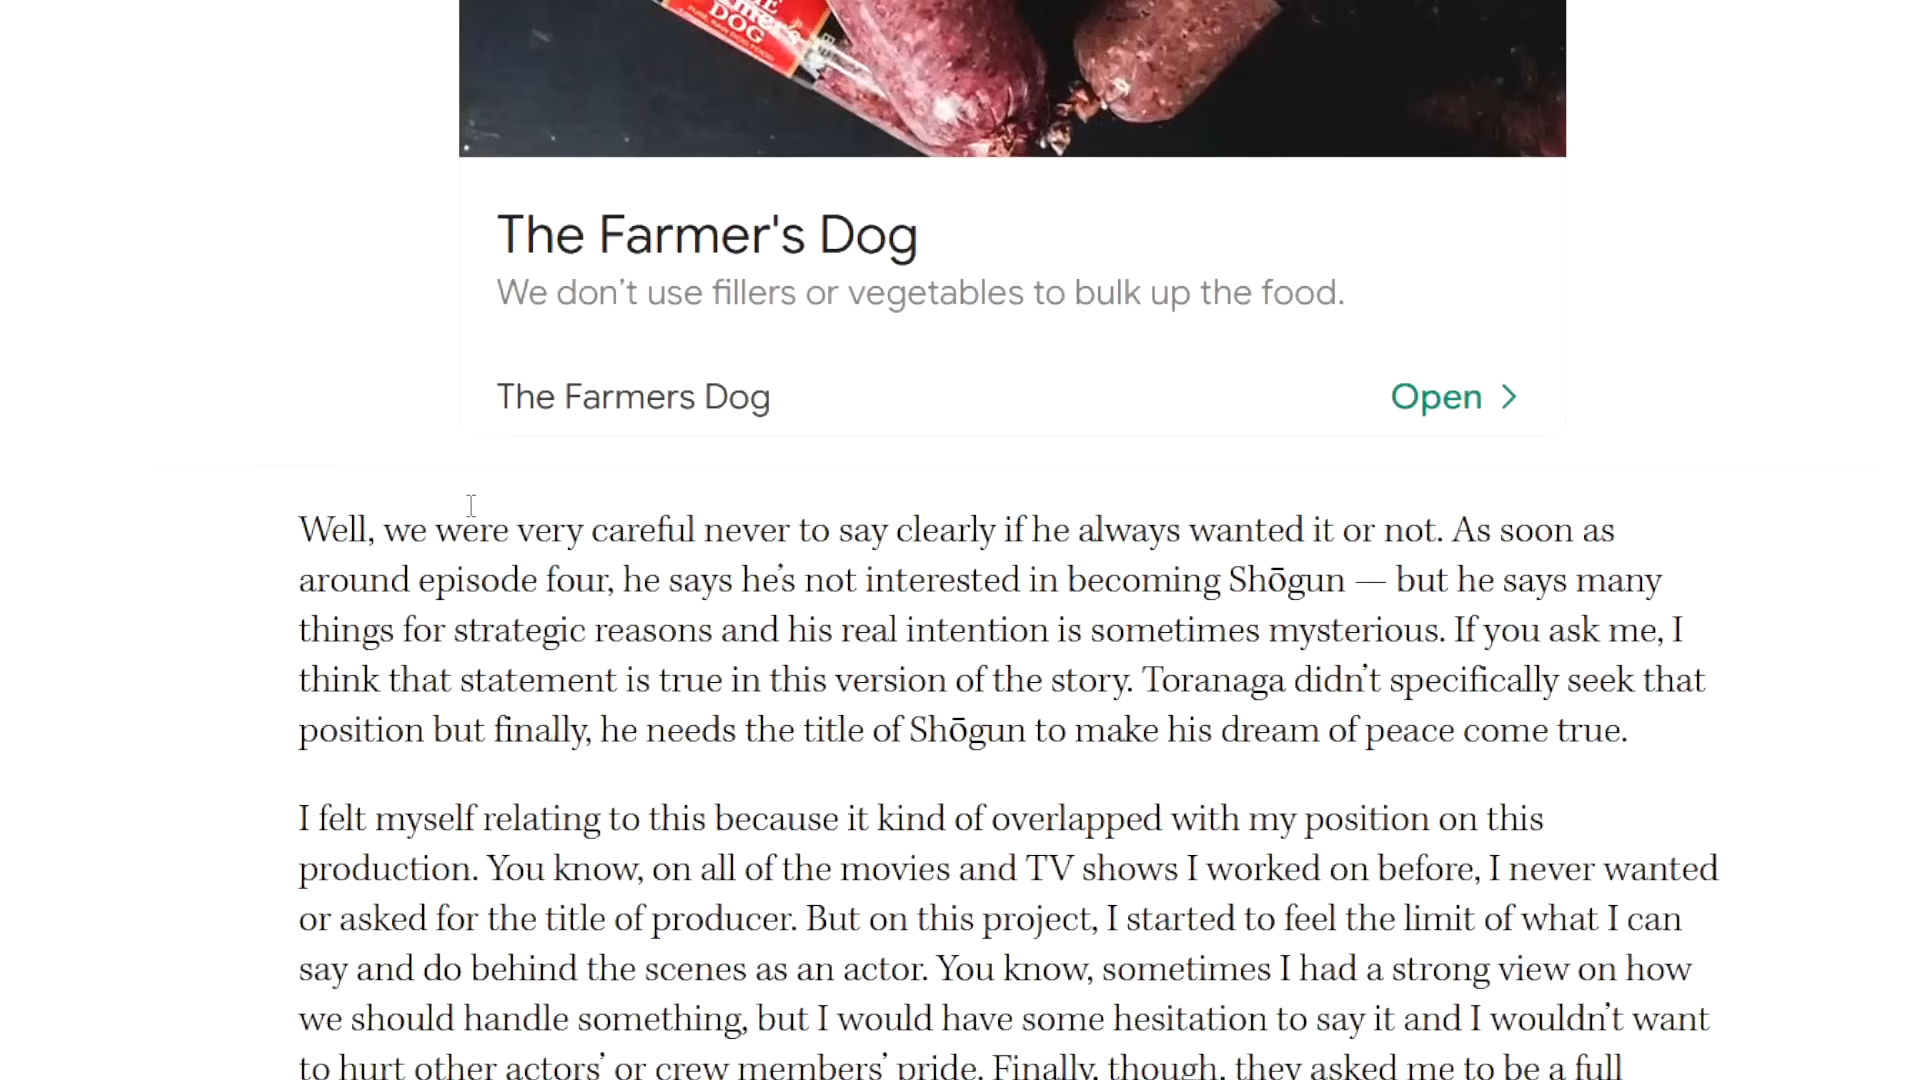 DOG
The Farmer's Dog
We don’t use fillers or vegetables to bulk up the food.
The Farmers Dog
Open
Well, we were very careful never to say clearly if he always wanted it or not. As soon as
around episode four, he says he’s not interested in becoming Shōgun — but he says many
things for strategic reasons and his real intention is sometimes mysterious. If you ask me, I
think that statement is true in this version of the story. Toranaga didn’t specifically seek that
position but finally, he needs the title of Shōgun to make his dream of peace come true.
I felt myself relating to this because it kind of overlapped with my position on this
production. You know, on all of the movies and TV shows I worked on before, I never wanted
or asked for the title of producer. But on this project, I started to feel the limit of what I can
say and do behind the scenes as an actor. You know, sometimes I had a strong view on how
we should handle something, but I would have some hesitation to say it and I wouldn’t want
to hurt other actors’ or crew members’ pride. Finally, though, they asked me to be a full